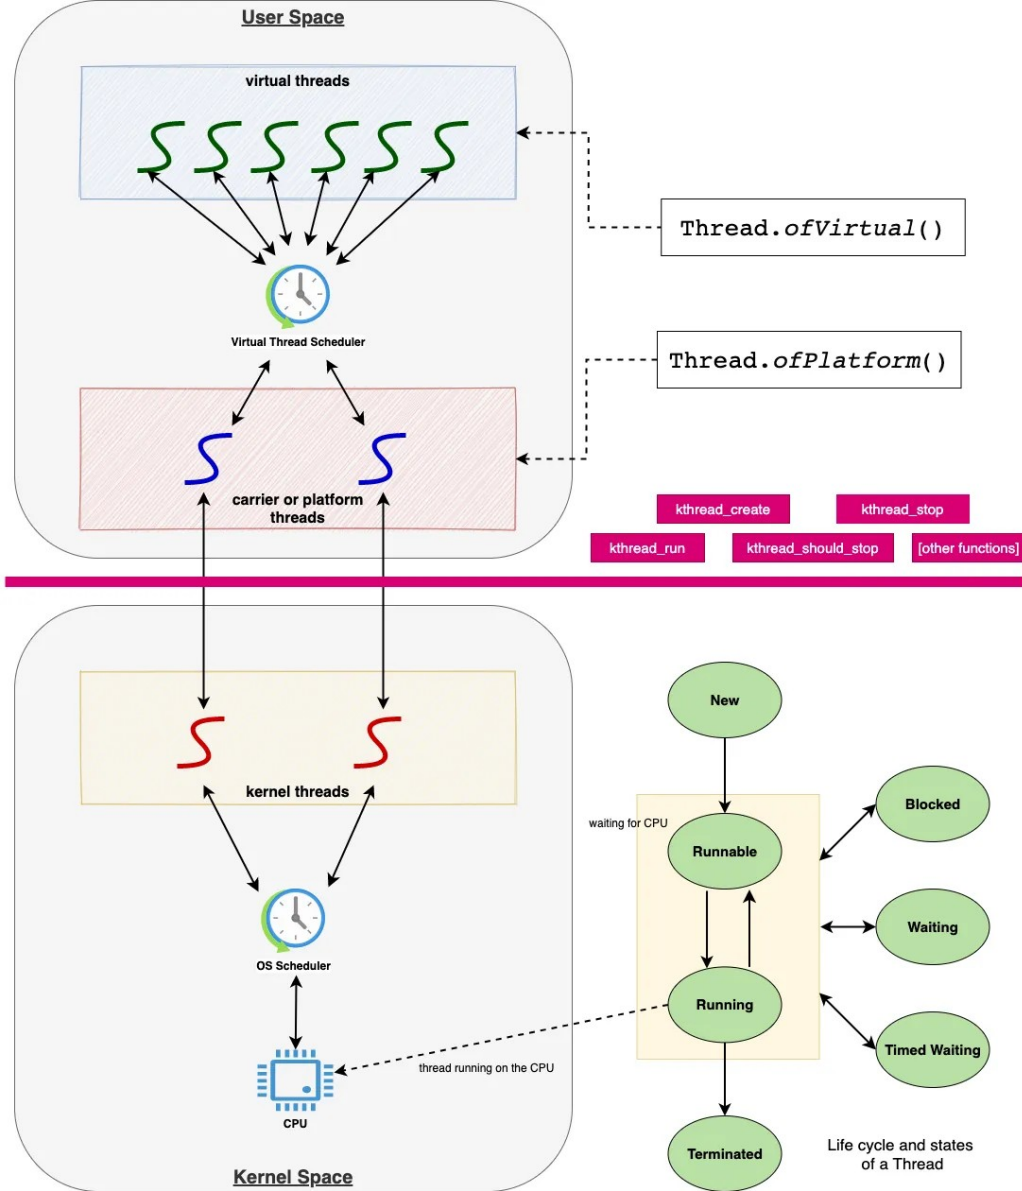 User Space
virtual threads
Thread.ofVirtual()
Virtual Thread Scheduler
Thread.ofPlatform()
carrier or platform
threads
kthread_create
kthread_stop
kthread_run
kthread_should_stop
[other functions]
New
kernel threads
Blocked
waiting for CPU
Runnable
Waiting
OS Scheduler
Running
Timed Waiting
thread running on the CPU
CPU
Terminated
Life cycle and states
of a Thread
Kernel Space